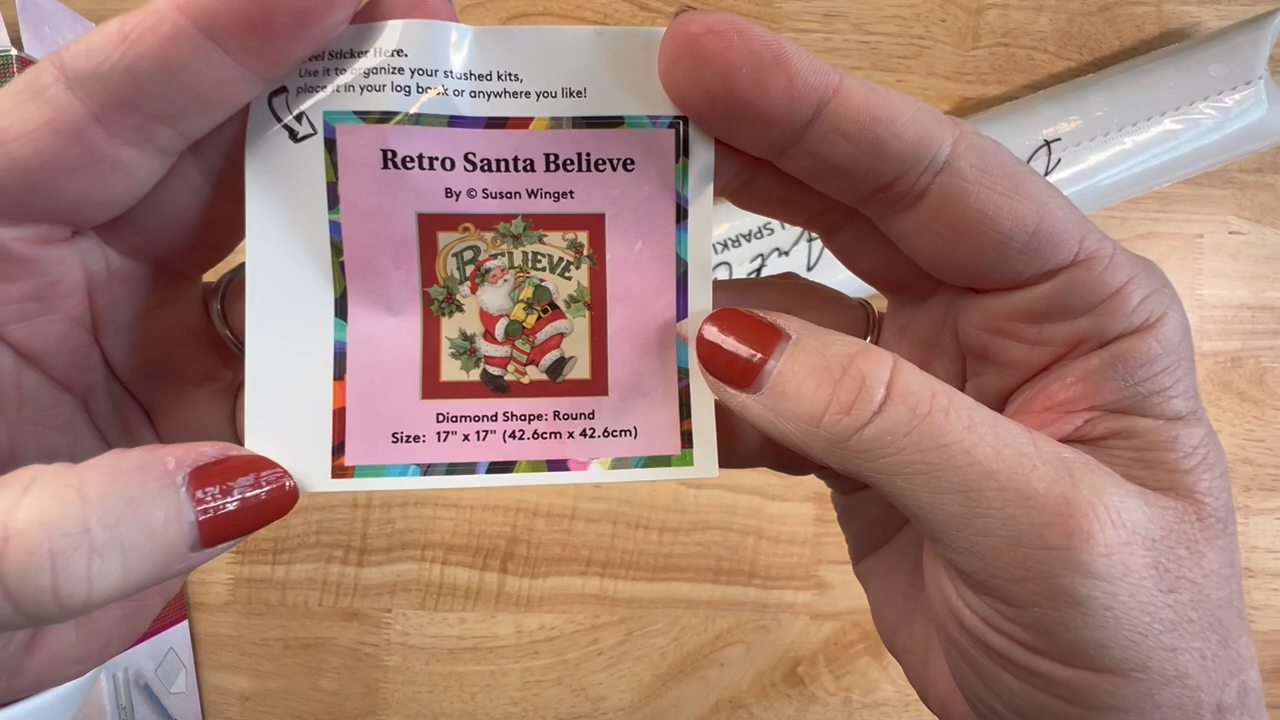 Peel Sticker Here.
Use it to organize your stashed kits,
place it in your log book or anywhere you like!
Retro Santa Believe
By © Susan Winget
BELIEVE
Diamond Shape: Round
Size: 17" x 17" (42.6cm x 42.6cm)
Art